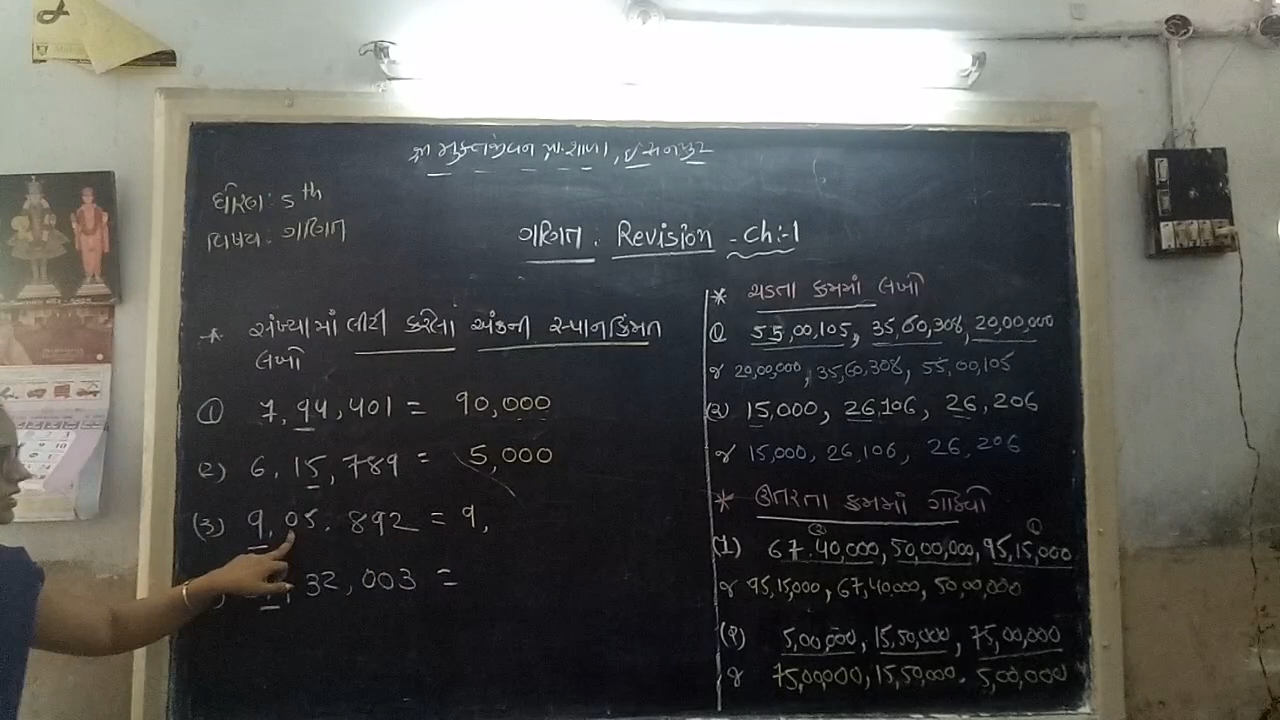 શ્રી મુક્તજીવન પ્રા.શાળા, ઇસનપુર
ધોરણ: 5th
વિષય: ગણિત
ગણિત. Revision - Ch:-1
* સંખ્યામાં લીટી કરેલા અંકની સ્થાનકિંમત
લખો
① 7,94,401 = 90,000
(૨) 6,15,789 = 5,000
(૩) 9,05,892 = 9,
,32,003 =
* ચડતા ક્રમમાં લખો
① 55,00,105, 35,60,308, 20,00,000
જ 20,00,000, 35,60,308, 55,00,105
(૨) 15,000, 26,106, 26,206
જ 15,000, 26,106, 26,206
* ઊતરતા ક્રમમાં ગોઠવો
(1) 67,40,000, 50,00,000, 95,15,000
જ 95,15,000, 67,40,000, 50,00,000
(૨) 5,00,000, 15,50,000, 75,00,000
જ 75,00,000, 15,50,000, 5,00,000